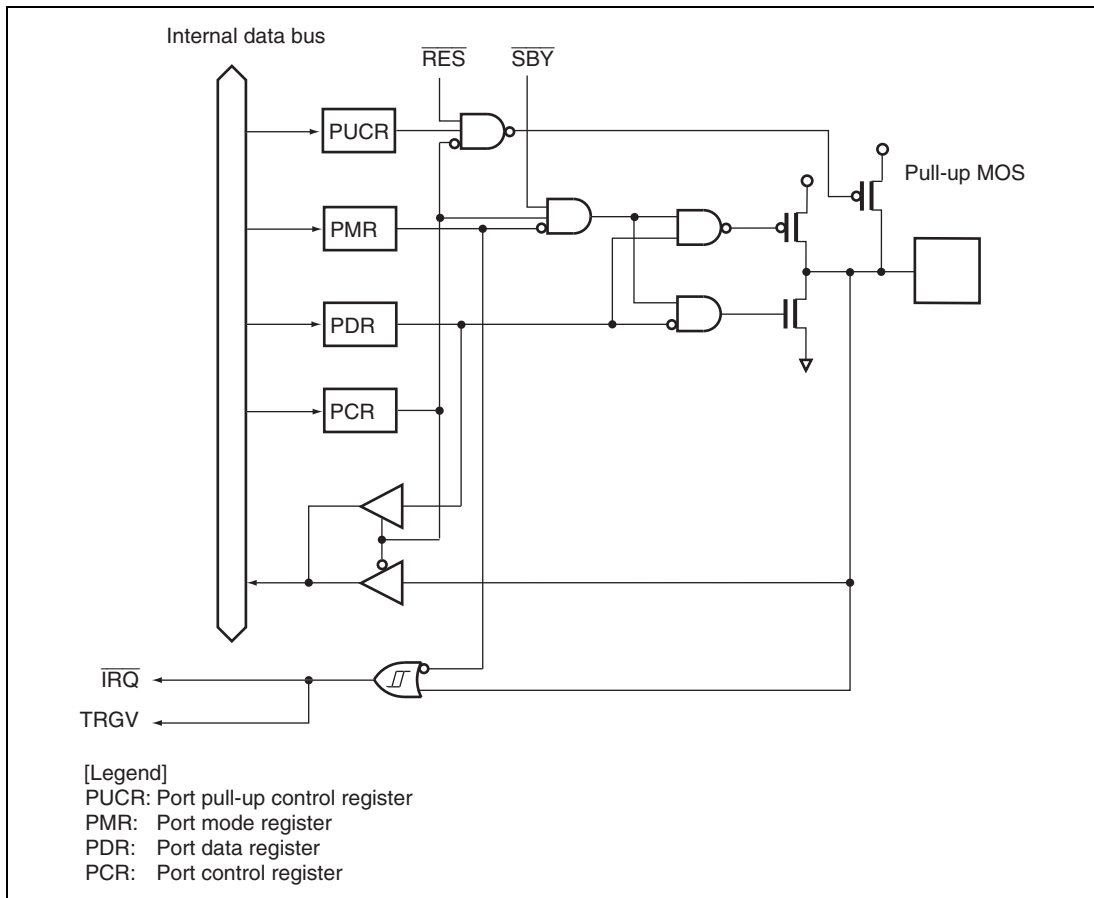 Internal data bus
RES SBY
PUCR
Pull-up MOS
PMR
PDR
PCR
IRQ
TRGV
[Legend]
PUCR: Port pull-up control register
PMR: Port mode register
PDR: Port data register
PCR: Port control register